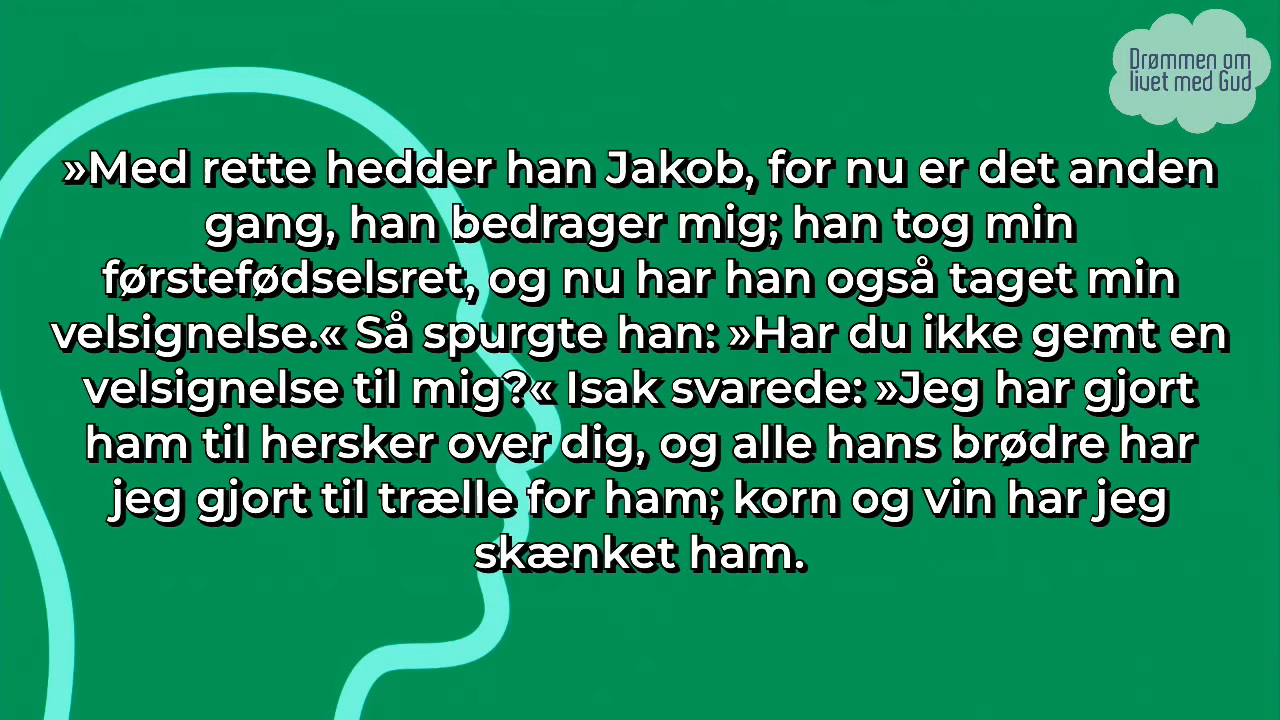 Drømmen om
livet med Gud
»Med rette hedder han Jakob, for nu er det anden
gang, han bedrager mig; han tog min
førstefødselsret, og nu har han også taget min
velsignelse.« Så spurgte han: »Har du ikke gemt en
velsignelse til mig?« Isak svarede: »Jeg har gjort
ham til hersker over dig, og alle hans brødre har
jeg gjort til trælle for ham; korn og vin har jeg
skænket ham.